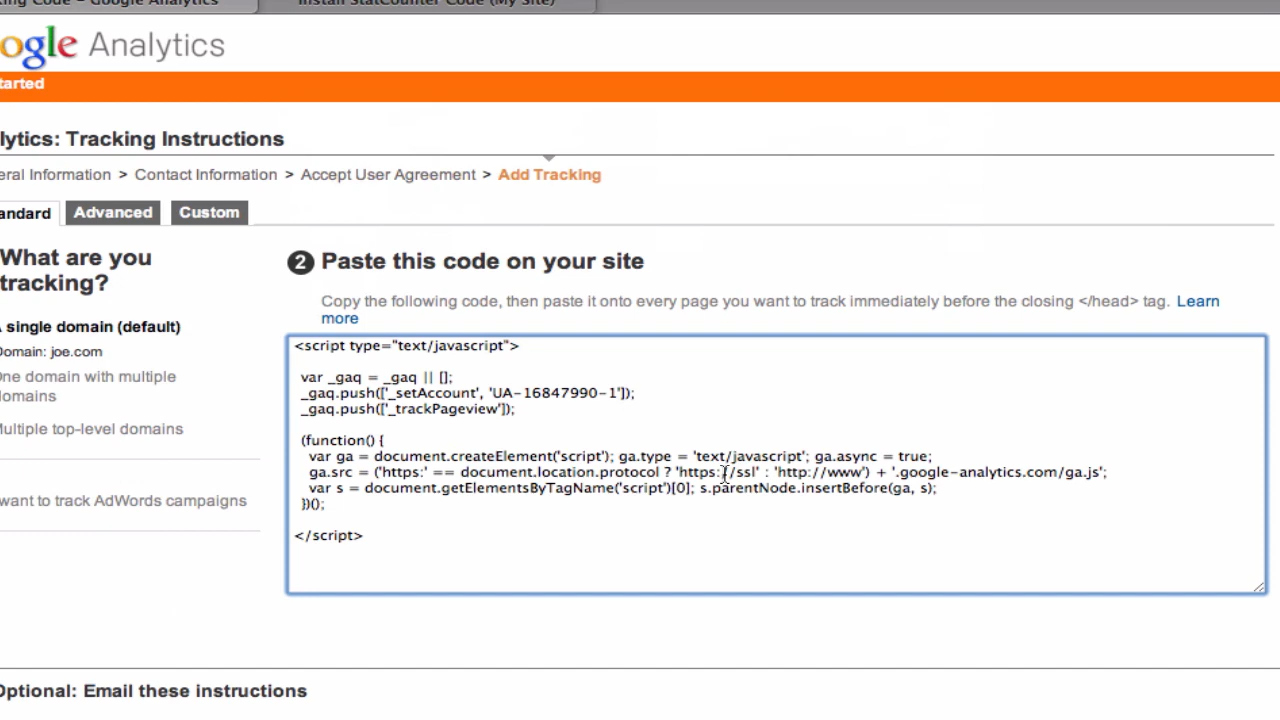 king Code – Google Analytics
Install StatCounter Code (My Site)
ogle Analytics
tarted
lytics: Tracking Instructions
eral Information > Contact Information > Accept User Agreement > Add Tracking
andard Advanced Custom
What are you
tracking?
A single domain (default)
Domain: joe.com
One domain with multiple
domains
Multiple top-level domains
want to track AdWords campaigns
2 Paste this code on your site
Copy the following code, then paste it onto every page you want to track immediately before the closing </head> tag. Learn
more
<script type="text/javascript">
var _gaq = _gaq || [];
_gaq.push(['_setAccount', 'UA-16847990-1']);
_gaq.push(['_trackPageview']);
(function() {
var ga = document.createElement('script'); ga.type = 'text/javascript'; ga.async = true;
ga.src = ('https:' == document.location.protocol ? 'https://ssl' : 'http://www') + '.google-analytics.com/ga.js';
var s = document.getElementsByTagName('script')[0]; s.parentNode.insertBefore(ga, s);
})();
</script>
Optional: Email these instructions